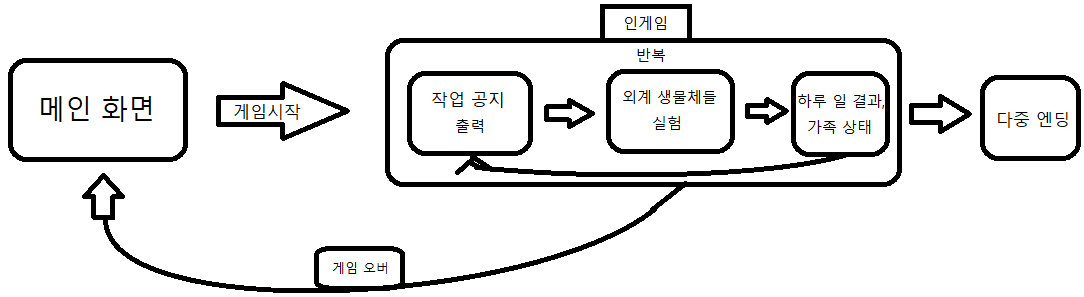 인게임
반복
메인 화면
게임시작
작업 공지
출력
외계 생물체들
실험
하루 일 결과,
가족 상태
다중 엔딩
게임 오버